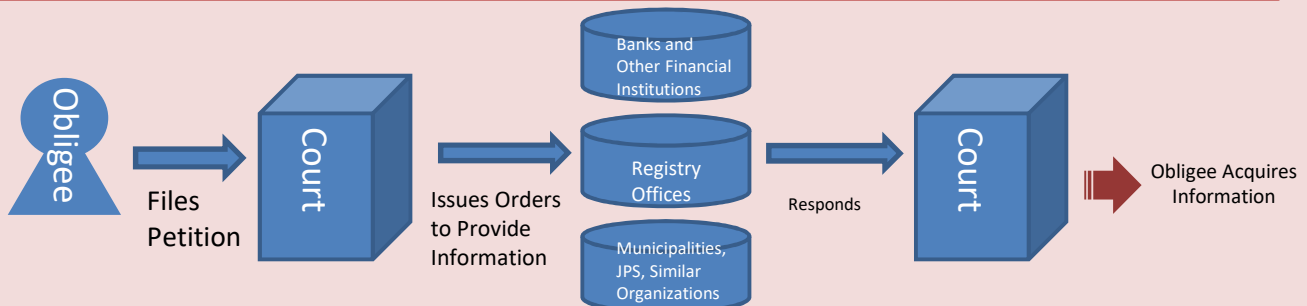 Obligee
Files
Petition
Court
Issues Orders
to Provide
Information
Banks and
Other Financial
Institutions
Registry
Offices
Municipalities,
JPS, Similar
Organizations
Responds
Court
Obligee Acquires
Information